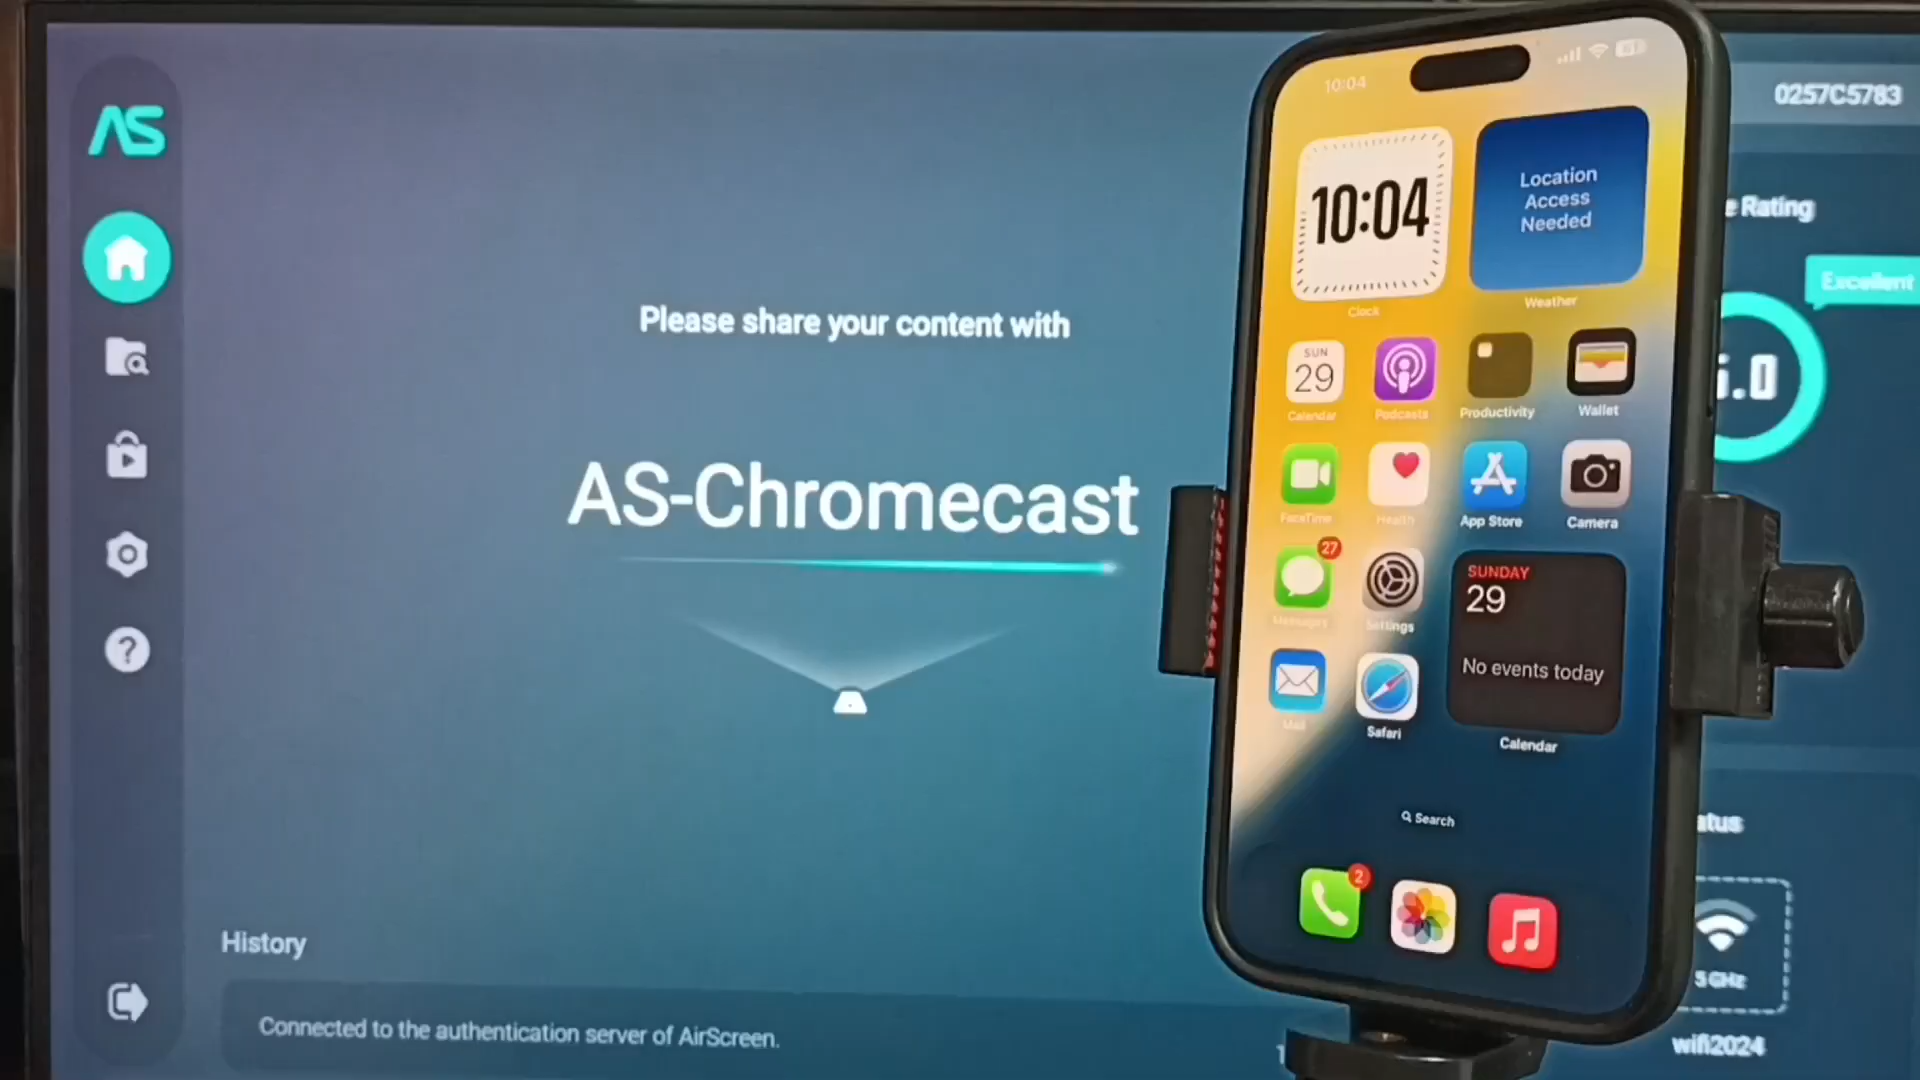 AS
Please share your content with
AS-Chromecast
History
Connected to the authentication server of AirScreen.
0257C5783
Rating
Excellent
.0
5 GHz
wifi2024
10:04
10:04
Clock
Location
Access
Needed
Weather
SUN
29
Calendar
Podcasts
Productivity
Wallet
FaceTime
Health
App Store
Camera
27
Messages
Settings
SUNDAY
29
No events today
Mail
Safari
Calendar
Search
2